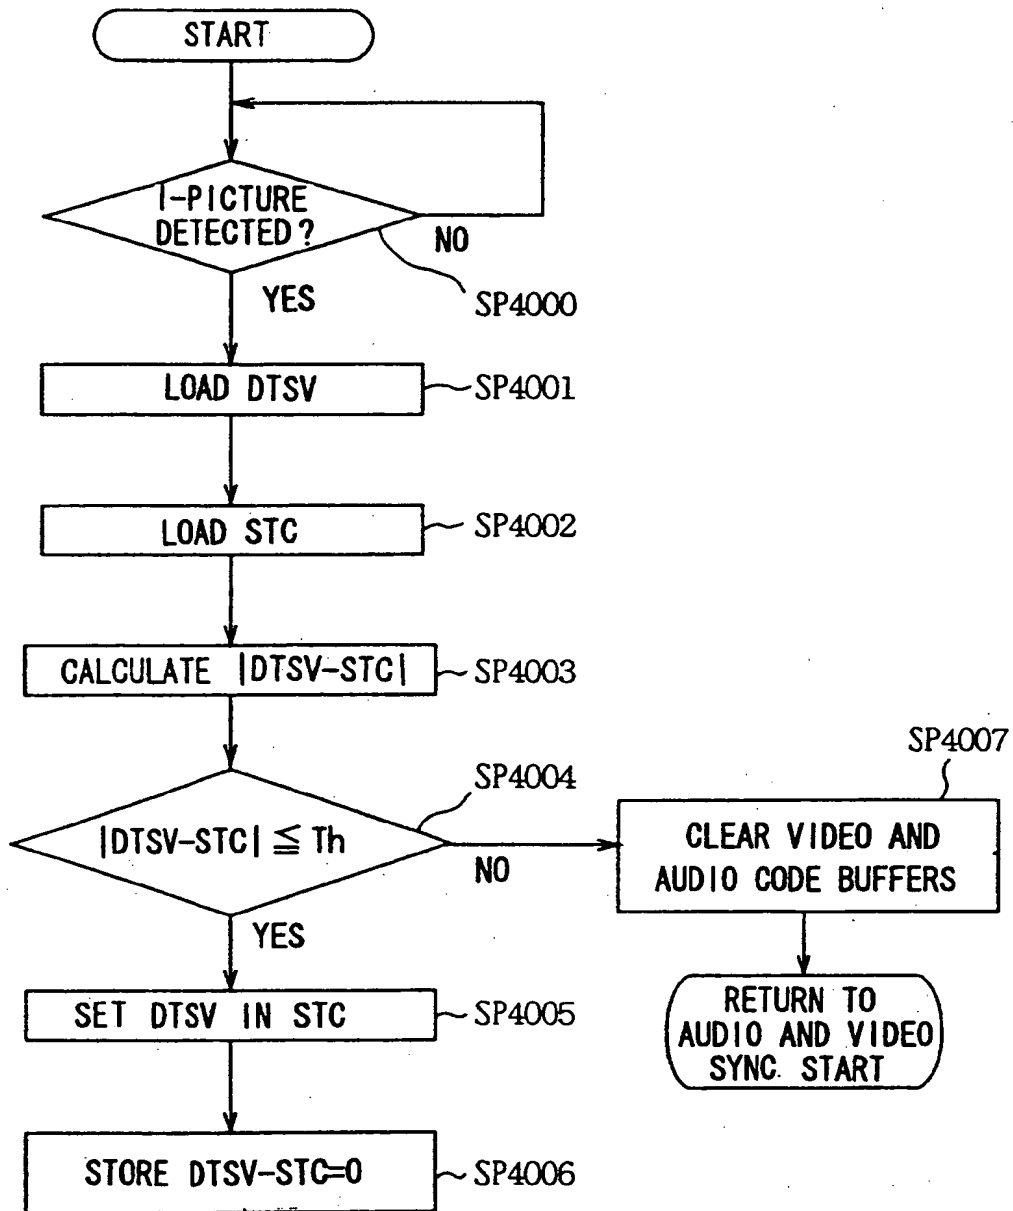 START
I-PICTURE
DETECTED?
NO
YES
SP4000
LOAD DTSV
SP4001
LOAD STC
SP4002
CALCULATE |DTSV-STC|
SP4003
SP4004
|DTSV-STC| ≦ Th
NO
YES
SP4007
CLEAR VIDEO AND
AUDIO CODE BUFFERS
SET DTSV IN STC
SP4005
RETURN TO
AUDIO AND VIDEO
SYNC. START
STORE DTSV-STC=0
SP4006